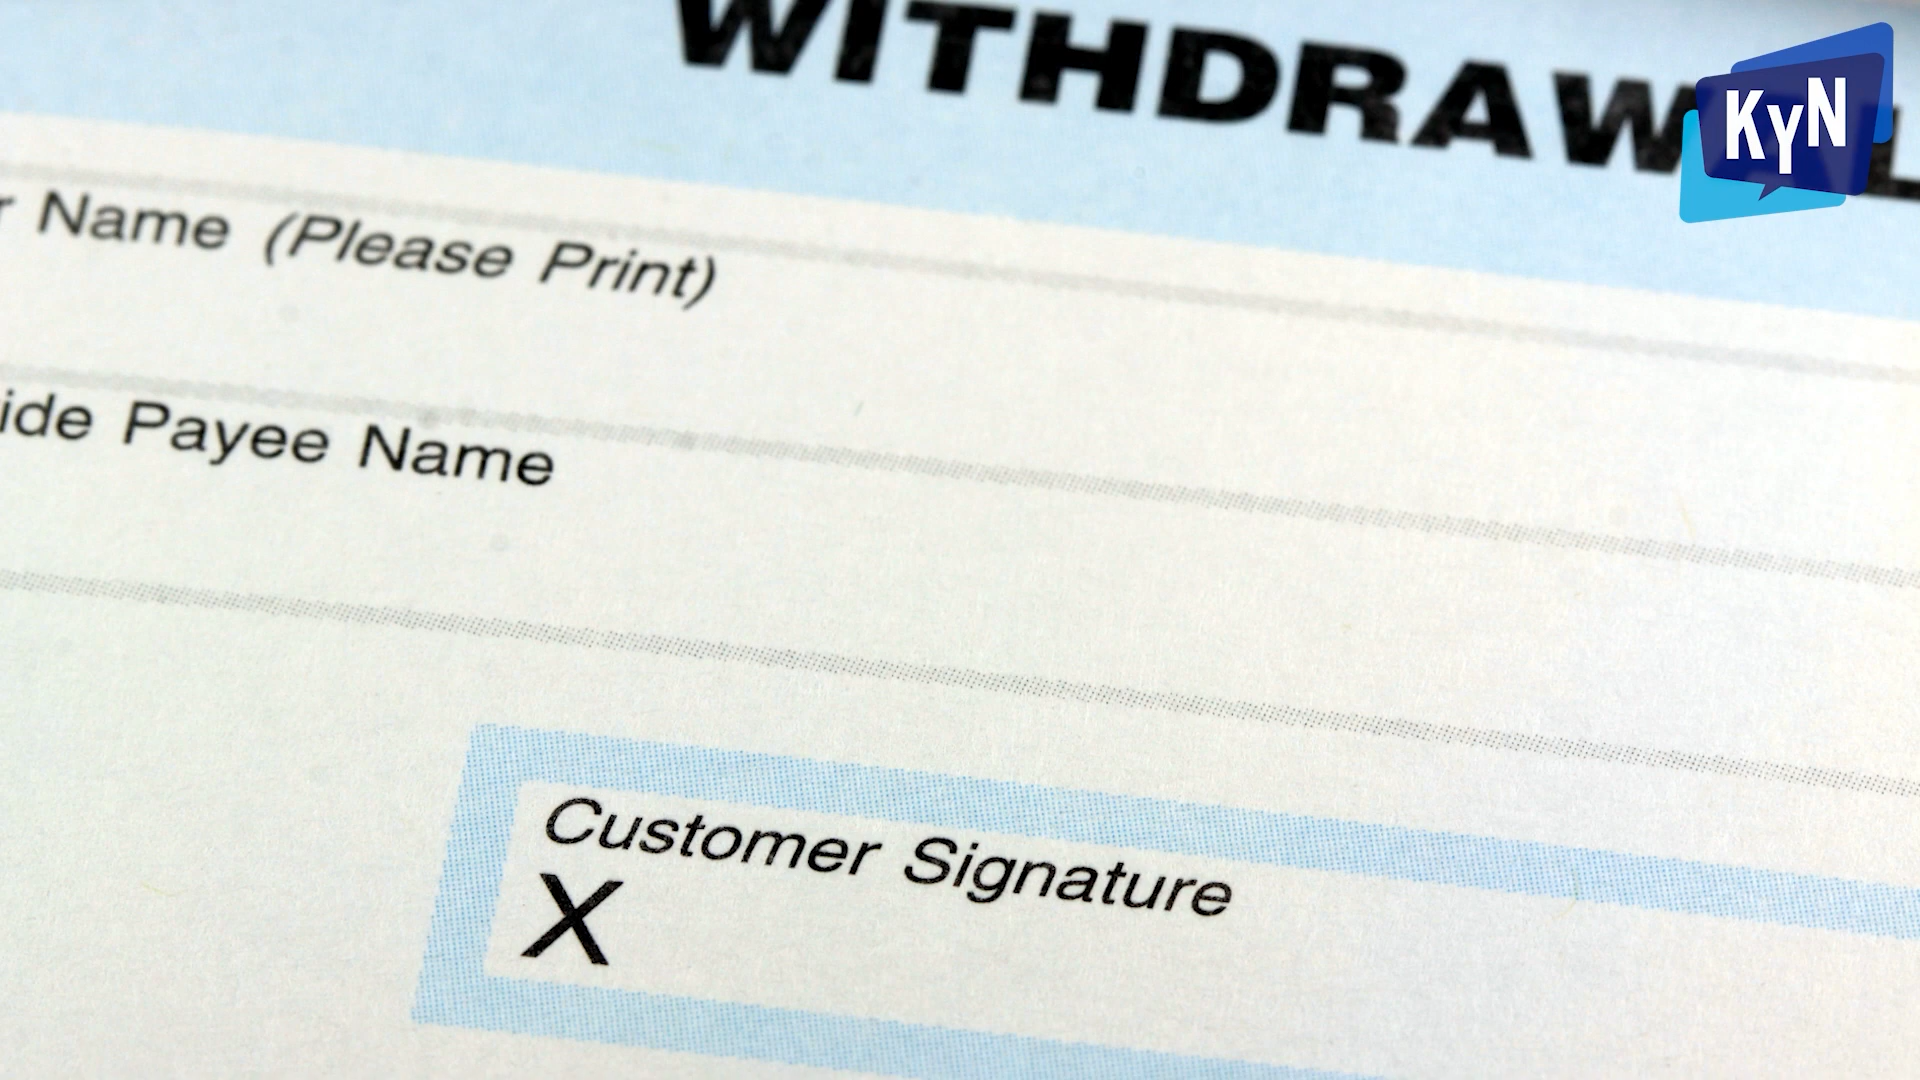 WITHDRAW
KyN
Name (Please Print)
ide Payee Name
Customer Signature
X